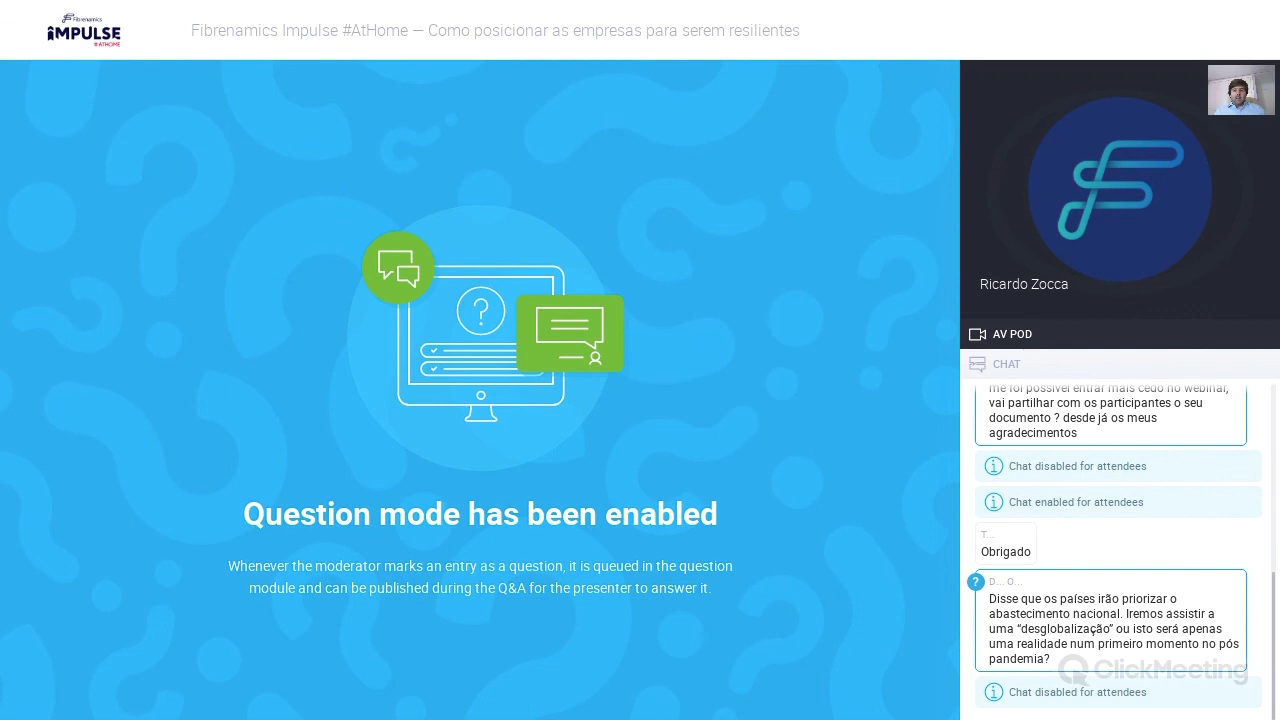 Fibrenamics
IMPULSE
#ATHOME
Fibrenamics Impulse #AtHome — Como posicionar as empresas para serem resilientes
Question mode has been enabled
Whenever the moderator marks an entry as a question, it is queued in the question
module and can be published during the Q&A for the presenter to answer it.
Ricardo Zocca
AV POD
CHAT
me foi possível entrar mais cedo no webinar,
vai partilhar com os participantes o seu
documento ? desde já os meus
agradecimentos
Chat disabled for attendees
Chat enabled for attendees
T...
Obrigado
?
D... O...
Disse que os países irão priorizar o
abastecimento nacional. Iremos assistir a
uma “desglobalização” ou isto será apenas
uma realidade num primeiro momento no pós
pandemia?
ClickMeeting
Chat disabled for attendees